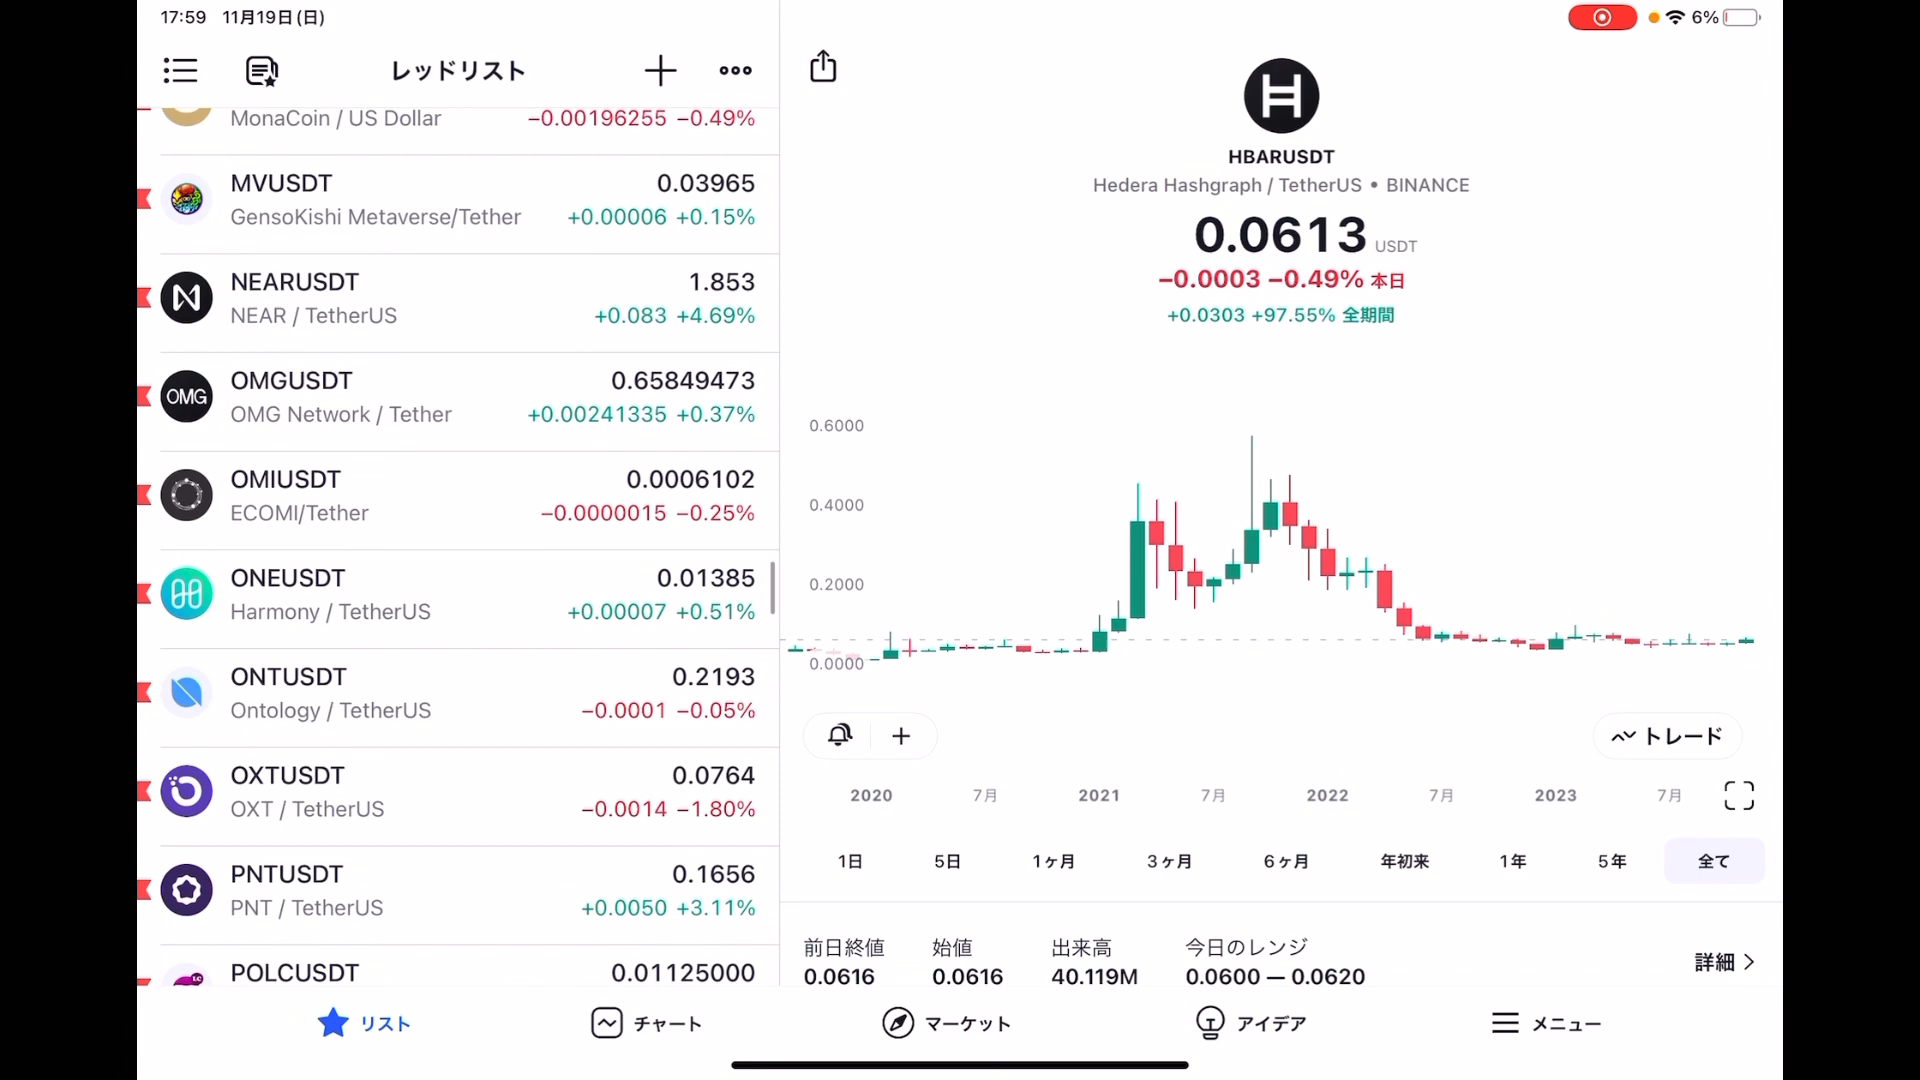 17:59 11月19日(日)
6%
レッドリスト
MonaCoin / US Dollar −0.00196255 −0.49%
MVUSDT 0.03965
GensoKishi Metaverse/Tether +0.00006 +0.15%
NEARUSDT 1.853
NEAR / TetherUS +0.083 +4.69%
OMG
OMGUSDT 0.65849473
OMG Network / Tether +0.00241335 +0.37%
OMIUSDT 0.0006102
ECOMI/Tether −0.0000015 −0.25%
ONEUSDT 0.01385
Harmony / TetherUS +0.00007 +0.51%
ONTUSDT 0.2193
Ontology / TetherUS −0.0001 −0.05%
OXTUSDT 0.0764
OXT / TetherUS −0.0014 −1.80%
PNTUSDT 0.1656
PNT / TetherUS +0.0050 +3.11%
POLCUSDT 0.01125000
HBARUSDT
Hedera Hashgraph / TetherUS • BINANCE
0.0613 USDT
−0.0003 −0.49% 本日
+0.0303 +97.55% 全期間
0.6000
0.4000
0.2000
0.0000
トレード
2020 7月 2021 7月 2022 7月 2023 7月
1日 5日 1ヶ月 3ヶ月 6ヶ月 年初来 1年 5年 全て
前日終値 始値 出来高 今日のレンジ
0.0616 0.0616 40.119M 0.0600 — 0.0620
詳細
リスト チャート マーケット アイデア メニュー